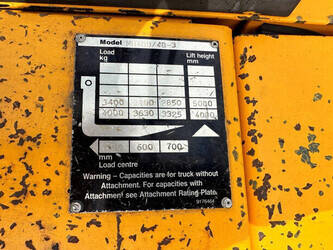 Model
Load kg
Lift height mm
3400 2850 5000
4000 3630 3325 4000
600 700
mm
Load centre
Warning – Capacities are for truck without
Attachment. For capacities with
Attachment see Attachment Rating Plate.